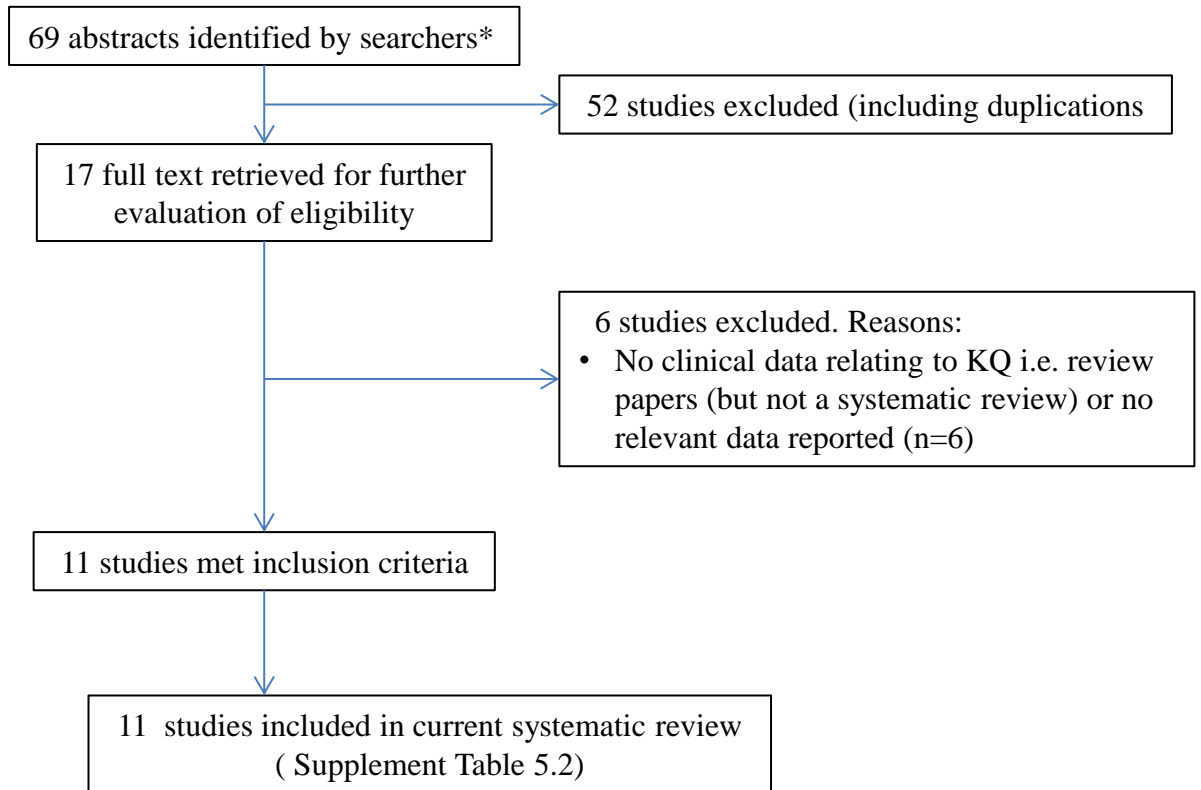 69 abstracts identified by searchers*
52 studies excluded (including duplications
17 full text retrieved for further
evaluation of eligibility
6 studies excluded. Reasons:
• No clinical data relating to KQ i.e. review
papers (but not a systematic review) or no
relevant data reported (n=6)
11 studies met inclusion criteria
11  studies included in current systematic review
( Supplement Table 5.2)